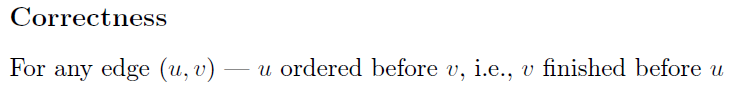 Correctness
For any edge (u, v) — u ordered before v, i.e., v finished before u